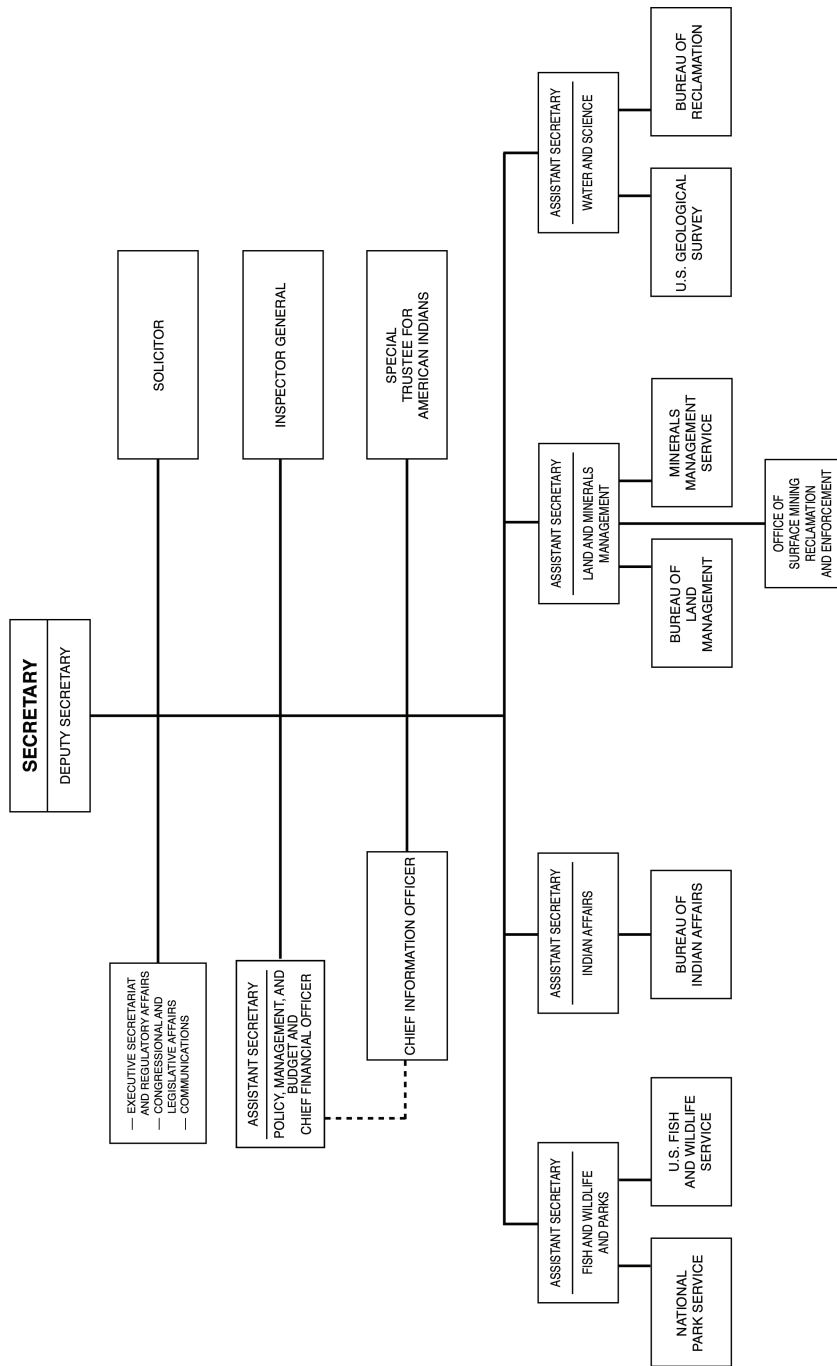 SECRETARY
DEPUTY SECRETARY
— EXECUTIVE SECRETARIAT
AND REGULATORY AFFAIRS
— CONGRESSIONAL AND
LEGISLATIVE AFFAIRS
— COMMUNICATIONS
SOLICITOR
ASSISTANT SECRETARY
POLICY, MANAGEMENT, AND
BUDGET AND
CHIEF FINANCIAL OFFICER
INSPECTOR GENERAL
CHIEF INFORMATION OFFICER
SPECIAL
TRUSTEE FOR
AMERICAN INDIANS
ASSISTANT SECRETARY
FISH AND WILDLIFE
AND PARKS
ASSISTANT SECRETARY
INDIAN AFFAIRS
ASSISTANT SECRETARY
LAND AND MINERALS
MANAGEMENT
ASSISTANT SECRETARY
WATER AND SCIENCE
NATIONAL
PARK SERVICE
U.S. FISH
AND WILDLIFE
SERVICE
BUREAU OF
INDIAN AFFAIRS
BUREAU OF
LAND
MANAGEMENT
MINERALS
MANAGEMENT
SERVICE
U.S. GEOLOGICAL
SURVEY
BUREAU OF
RECLAMATION
OFFICE OF
SURFACE MINING
RECLAMATION
AND ENFORCEMENT